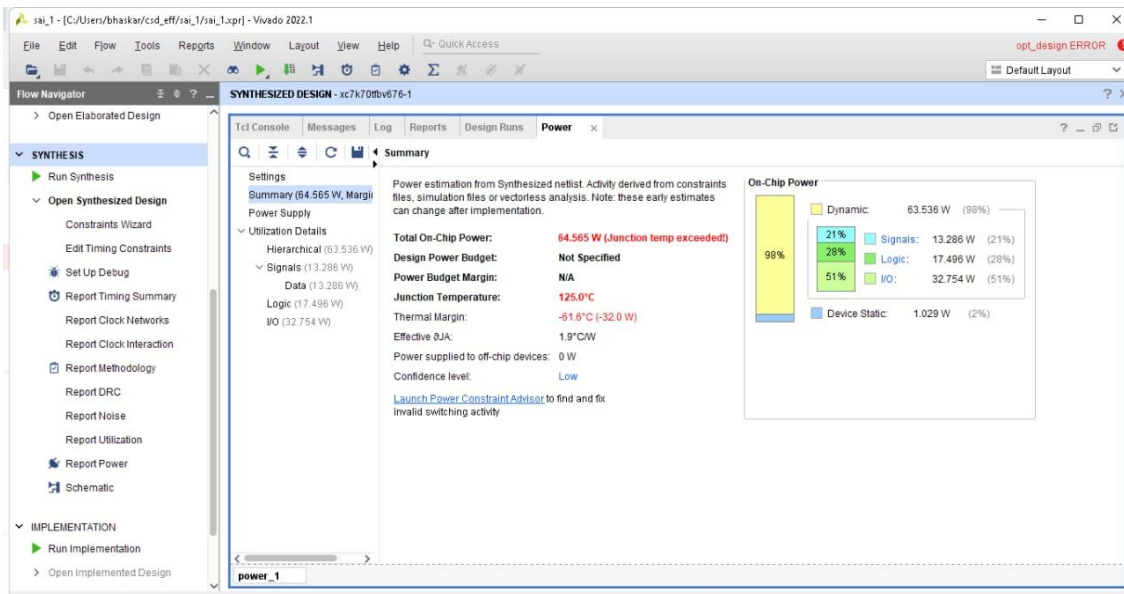 sai_1 - [C:/Users/bhaskar/csd_eff/sai_1/sai_1.xpr] - Vivado 2022.1
File Edit Flow Tools Reports Window Layout View Help Quick Access
opt_design ERROR
Default Layout
Flow Navigator
SYNTHESIZED DESIGN - xc7k70tfbv676-1
Open Elaborated Design
SYNTHESIS
Run Synthesis
Open Synthesized Design
Constraints Wizard
Edit Timing Constraints
Set Up Debug
Report Timing Summary
Report Clock Networks
Report Clock Interaction
Report Methodology
Report DRC
Report Noise
Report Utilization
Report Power
Schematic
IMPLEMENTATION
Run Implementation
Open Implemented Design
Tcl Console Messages Log Reports Design Runs Power
Summary
Settings
Summary (64.565 W, Margi
Power Supply
Utilization Details
Hierarchical (63.536 W)
Signals (13.286 W)
Data (13.286 W)
Logic (17.496 W)
I/O (32.754 W)
Power estimation from Synthesized netlist. Activity derived from constraints
files, simulation files or vectorless analysis. Note: these early estimates
can change after implementation.
Total On-Chip Power: 64.565 W (Junction temp exceeded!)
Design Power Budget: Not Specified
Power Budget Margin: N/A
Junction Temperature: 125.0°C
Thermal Margin: -61.6°C (-32.0 W)
Effective ϑJA: 1.9°C/W
Power supplied to off-chip devices: 0 W
Confidence level: Low
Launch Power Constraint Advisor to find and fix
invalid switching activity
On-Chip Power
98%
Dynamic: 63.536 W (98%)
21% Signals: 13.286 W (21%)
28% Logic: 17.496 W (28%)
51% I/O: 32.754 W (51%)
Device Static: 1.029 W (2%)
power_1